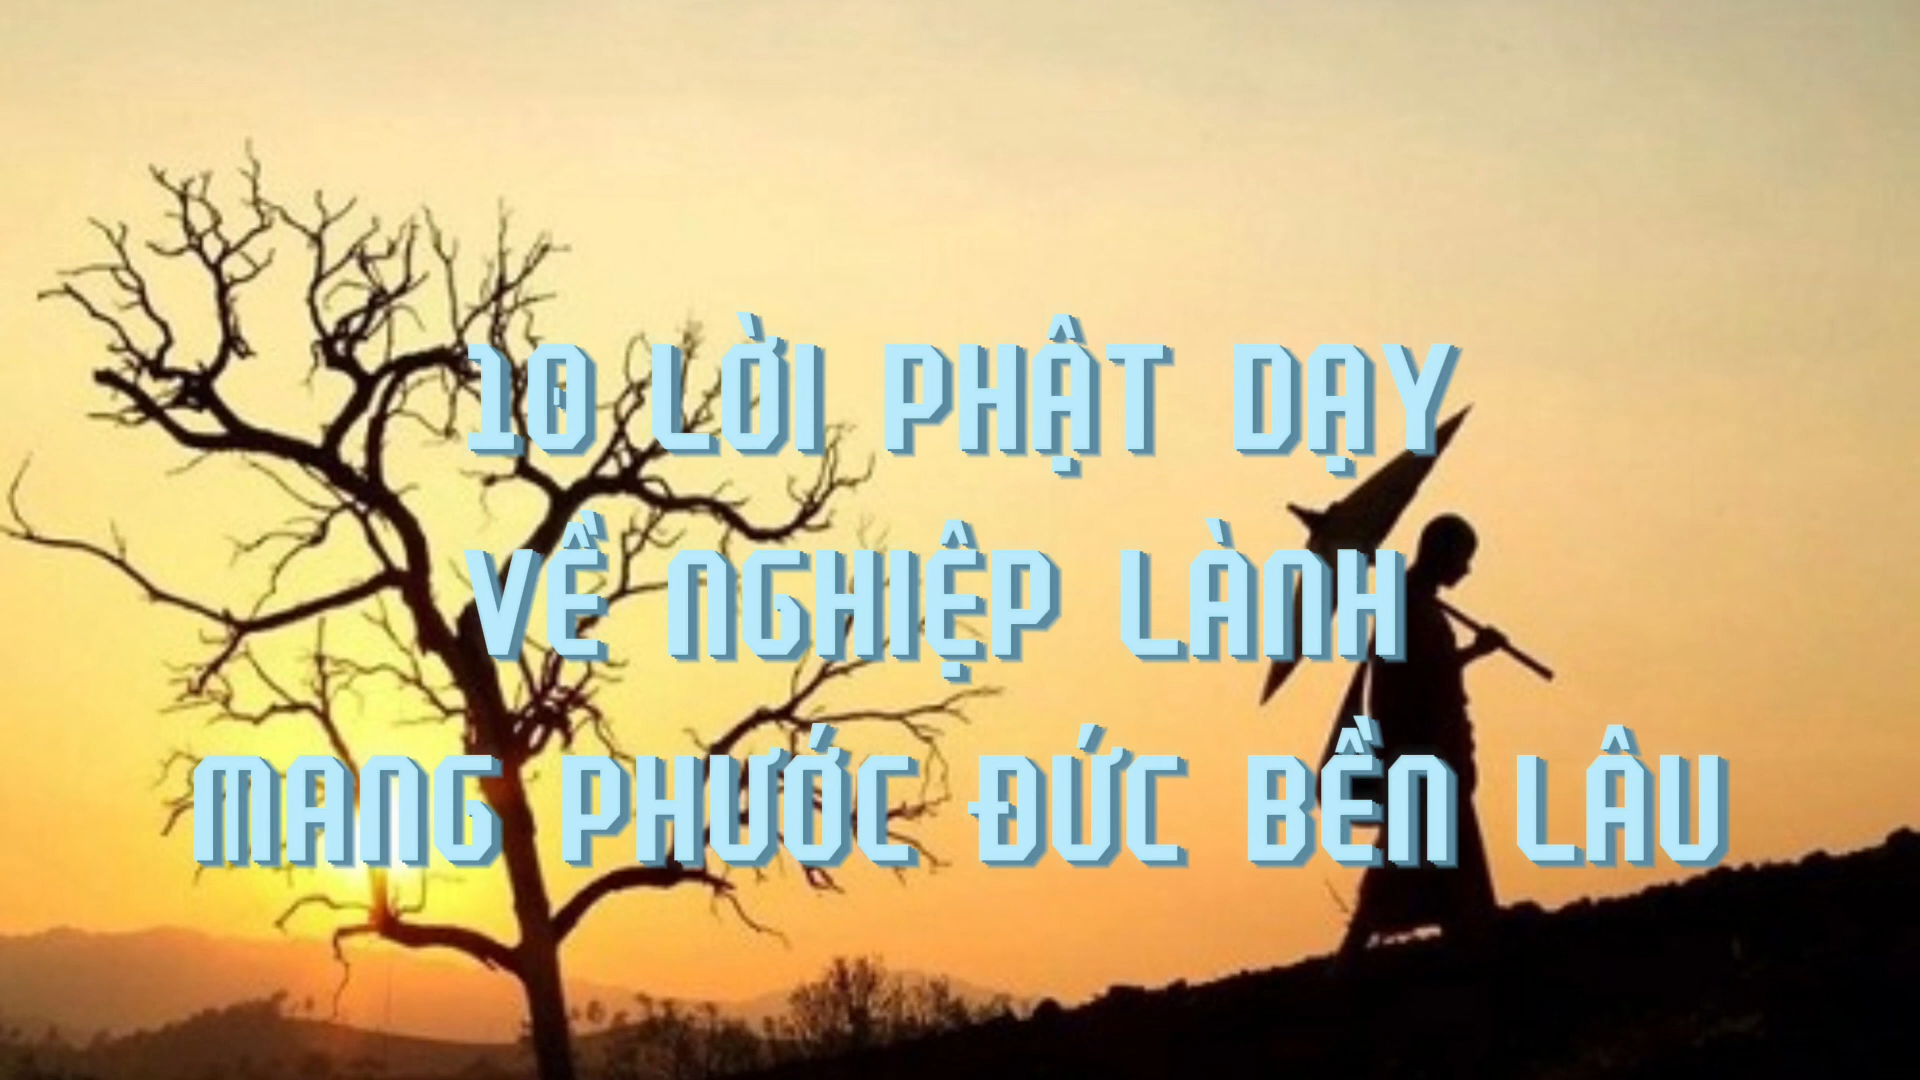 10 LỜI PHẬT DẠY
VỀ NGHIỆP LÀNH
MANG PHƯỚC ĐỨC BỀN LÂU